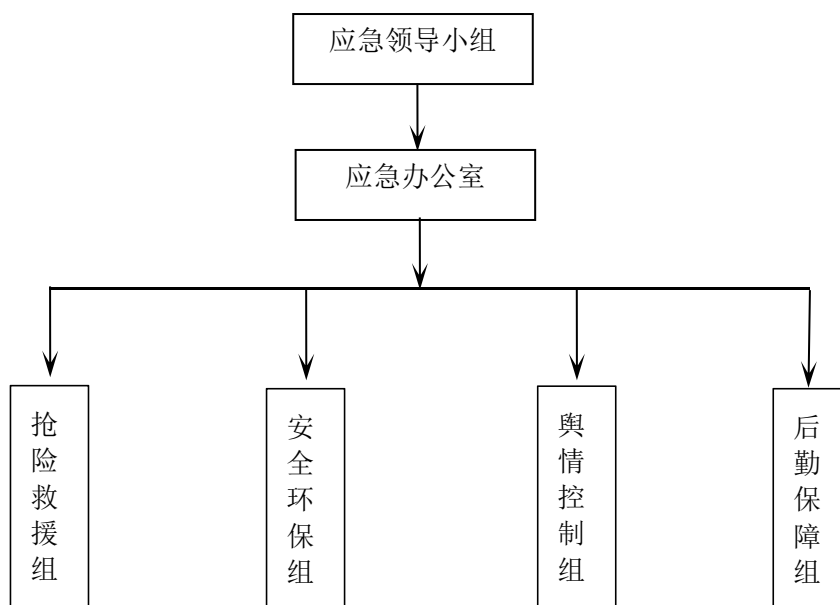 应急领导小组
应急办公室
抢险救援组
安全环保组
舆情控制组
后勤保障组